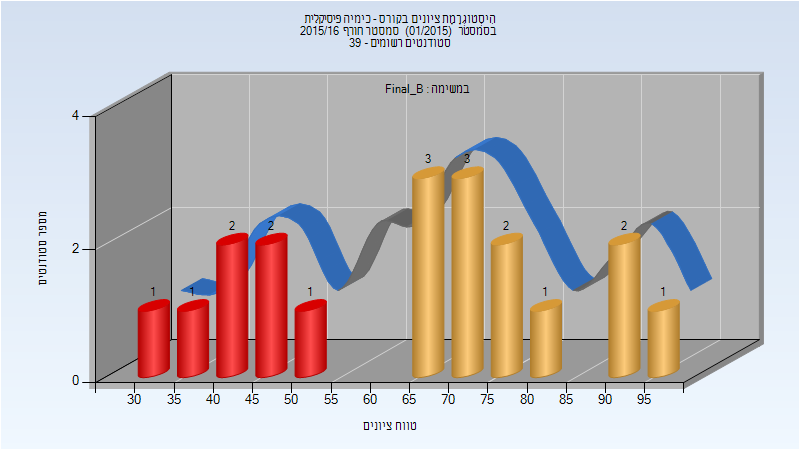 היסטוגרמת ציונים בקורס - כימיה פיסיקלית
בסמסטר (01/2015) סמסטר חורף 2015/16
סטודנטים רשומים - 39
במשימה : Final_B
מספר סטודנטים
4
2
0
1
1
2
2
1
3
3
2
1
2
1
30 35 40 45 50 55 60 65 70 75 80 85 90 95
טווח ציונים